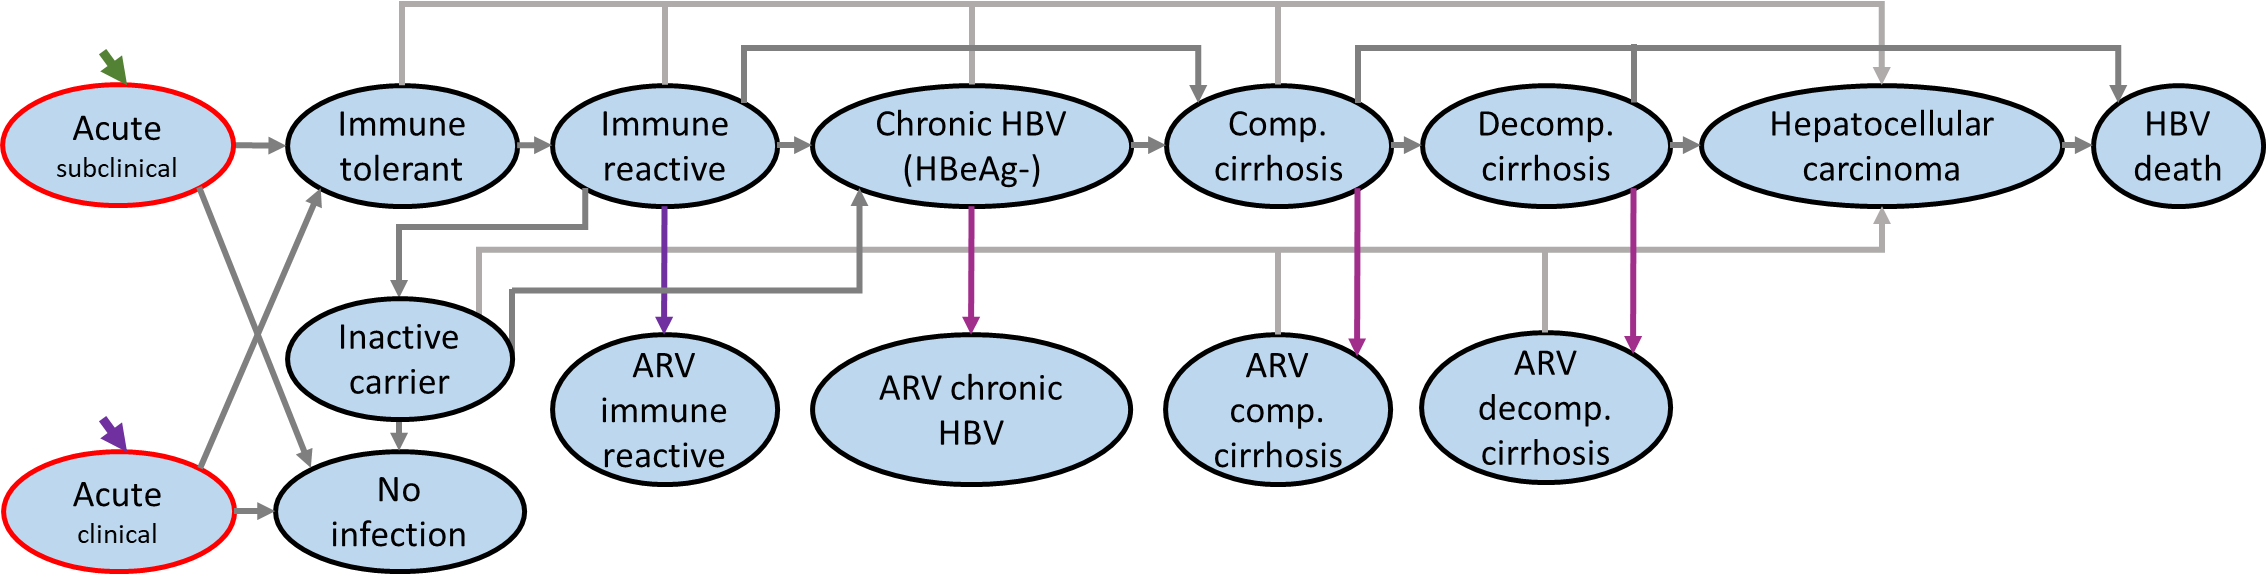 Acute
subclinical
Immune
tolerant
Immune
reactive
Chronic HBV
(HBeAg-)
Comp.
cirrhosis
Decomp.
cirrhosis
Hepatocellular
carcinoma
HBV
death
Inactive
carrier
ARV
immune
reactive
ARV chronic
HBV
ARV
comp.
cirrhosis
ARV
decomp.
cirrhosis
Acute
clinical
No
infection